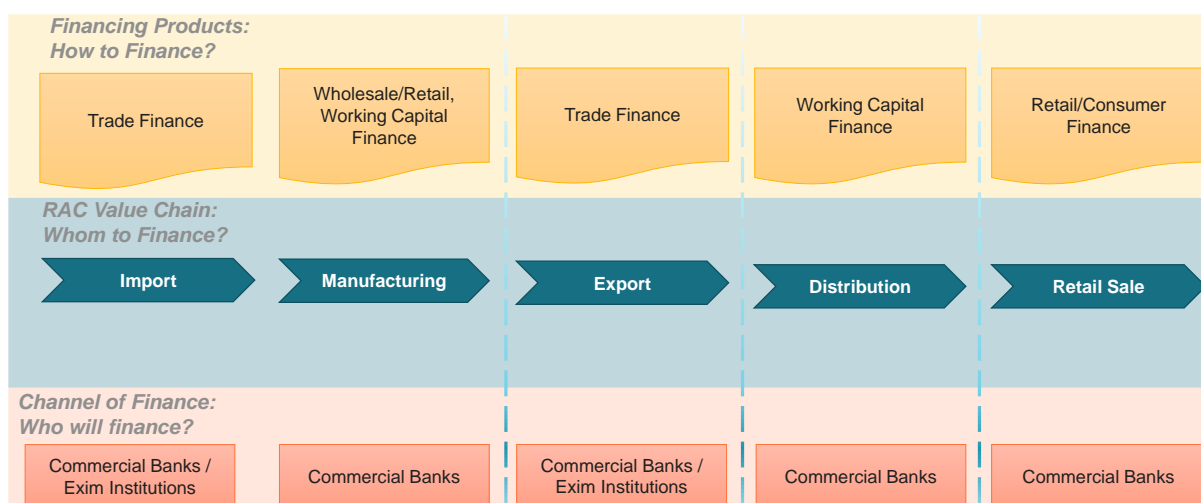 Financing Products:
How to Finance?
Trade Finance
Wholesale/Retail,
Working Capital
Finance
Trade Finance
Working Capital
Finance
Retail/Consumer
Finance
RAC Value Chain:
Whom to Finance?
Import
Manufacturing
Export
Distribution
Retail Sale
Channel of Finance:
Who will finance?
Commercial Banks /
Exim Institutions
Commercial Banks
Commercial Banks /
Exim Institutions
Commercial Banks
Commercial Banks